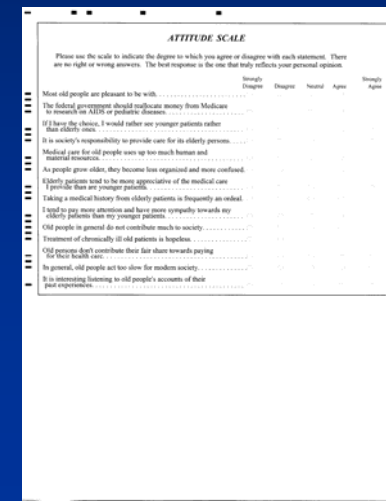 ATTITUDE SCALE
Please use the scale to indicate the degree to which you agree or disagree with each statement. There
are no right or wrong answers. The best response is the one that truly reflects your personal opinion
Strongly Disagree Disagree Neutral Agree Strongly Agree
Most old people are pleasant to be with.
The federal government should reallocate money from Medicare
to research on AIDS or pediatric diseases.
If I have the choice, I would rather see younger patients rather
than elderly ones.
It is society's responsibility to provide care for its elderly persons.
Medical care for old people uses up too much human and
material resources.
As people grow older, they become less organized and more confused.
Elderly patients tend to be more appreciative of the medical care
I provide than are younger patients.
Taking a medical history from elderly patients is frequently an ordeal.
I tend to pay more attention and have more sympathy towards my
elderly patients than my younger patients.
Old people in general do not contribute much to society.
Treatment of chronically ill old patients is hopeless.
Old persons don't contribute their fair share towards paying
for their health care.
In general, old people act too slow for modern society.
It is interesting listening to old people's accounts of their
past experiences.